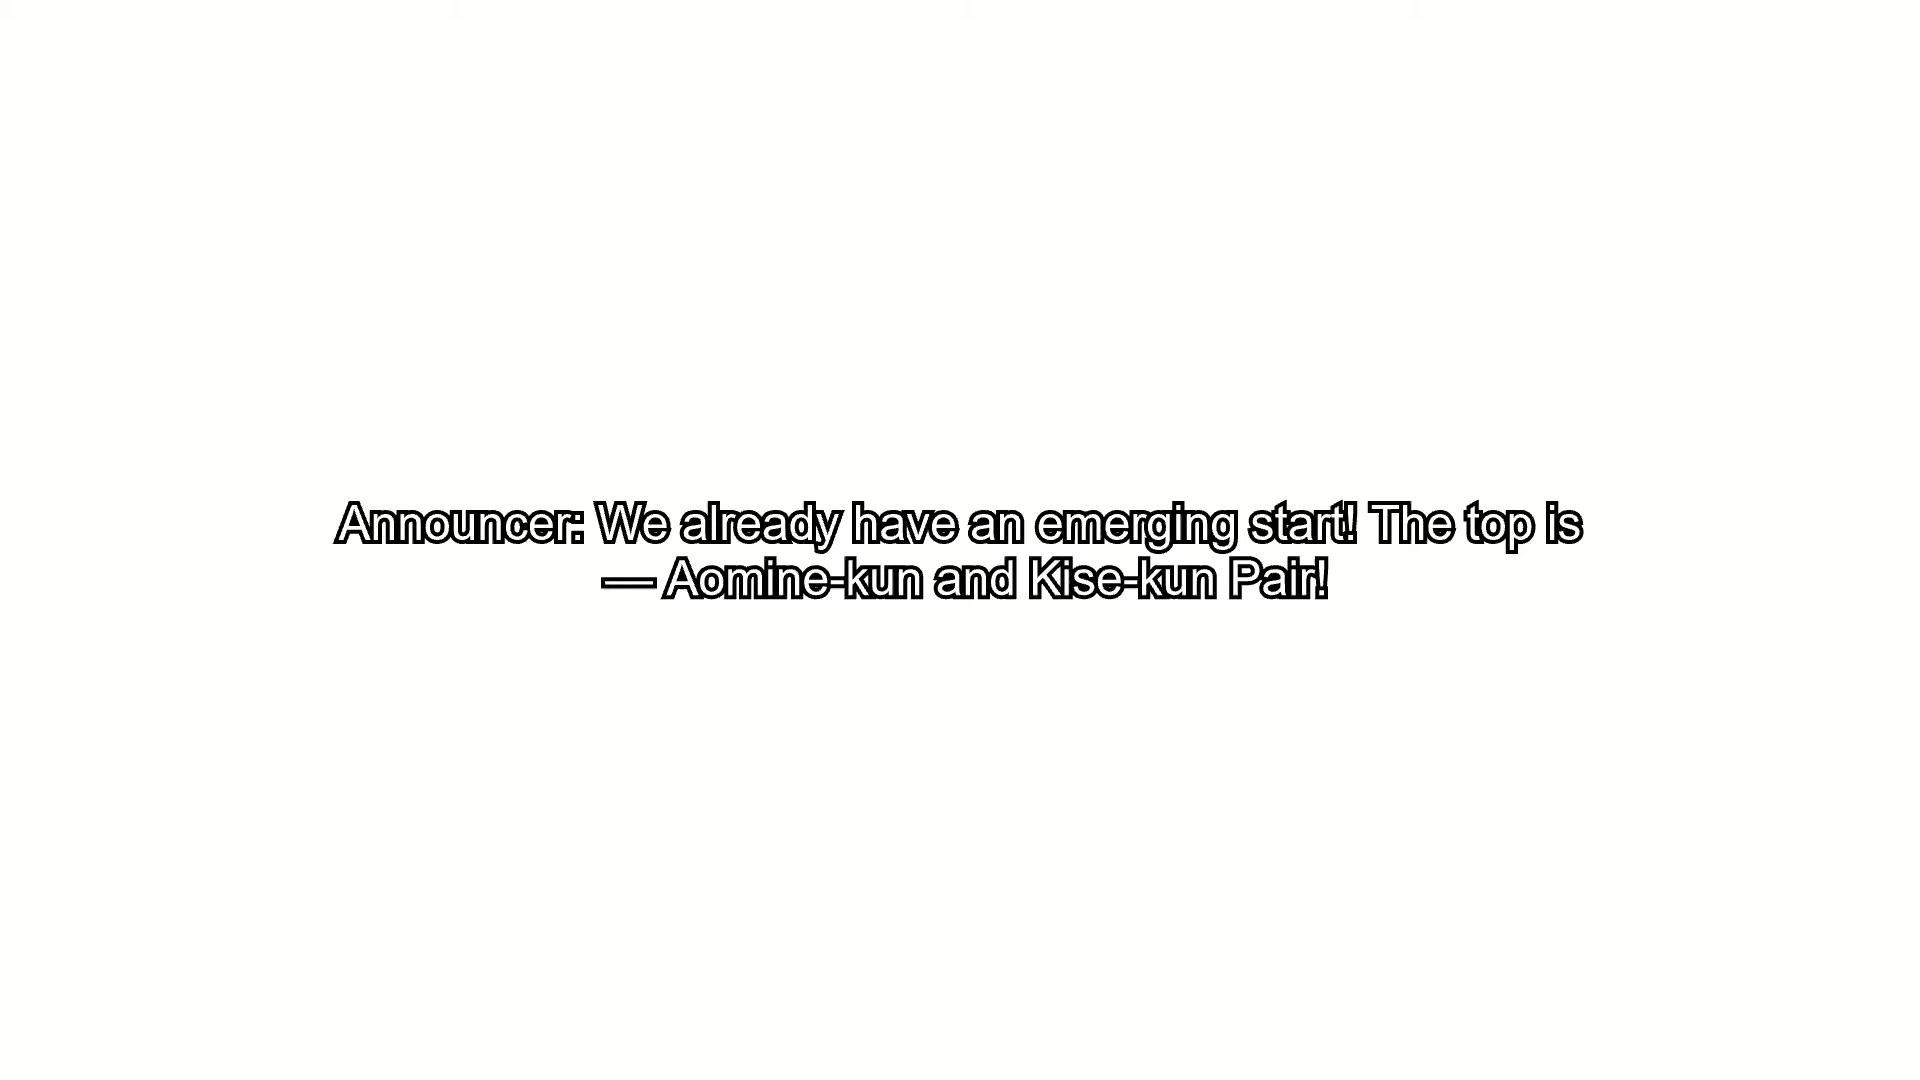 Announcer: We already have an emerging start! The top is
— Aomine-kun and Kise-kun Pair!